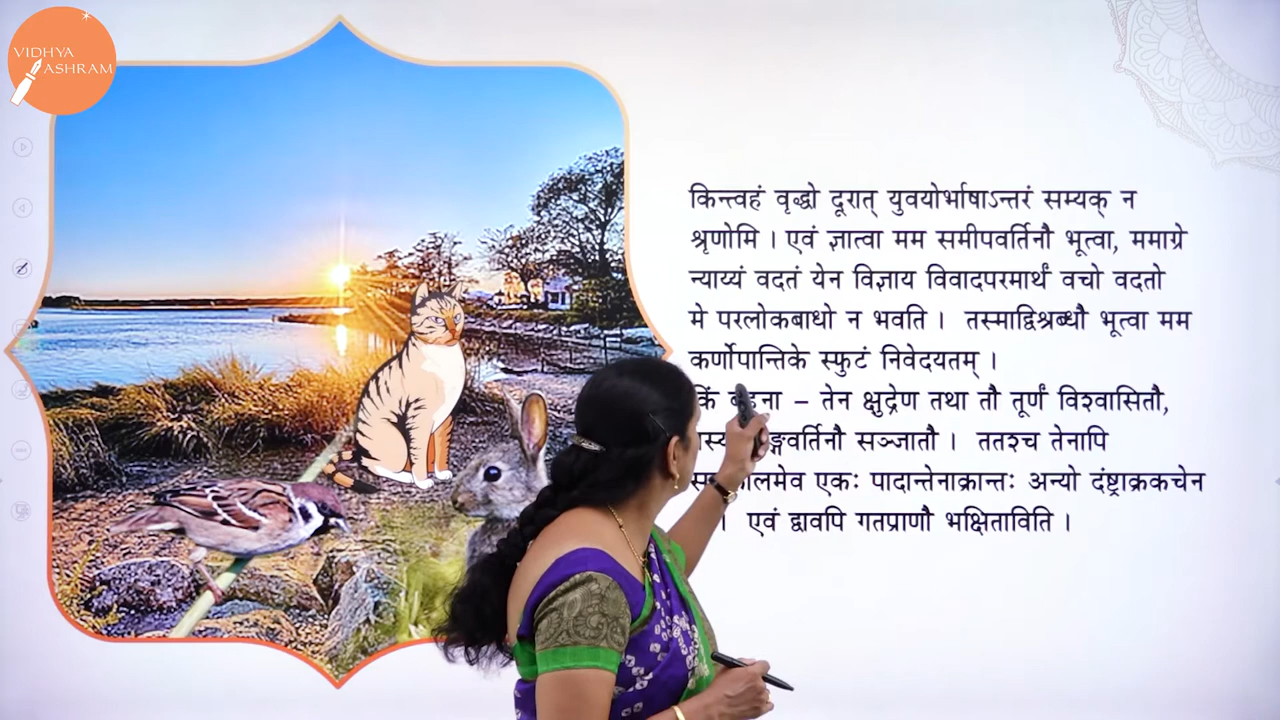 VIDHYA
ASHRAM
किन्त्वहं वृद्धो दूरात् युवयोर्भाषाऽन्तरं सम्यक् न
श्रृणोमि । एवं ज्ञात्वा मम समीपवर्तिनौ भूत्वा, ममाग्रे
न्याय्यं वदतं येन विज्ञाय विवादपरमार्थं वचो वदतो
मे परलोकबाधो न भवति । तस्माद्विश्रब्धौ भूत्वा मम
कर्णोपान्तिके स्फुटं निवेदयतम् ।
किं – तेन क्षुद्रेण तथा तौ तूर्णं विश्वासितौ,
सञ्जातौ । ततश्च तेनापि
एकः पादान्तेनाक्रान्तः अन्यो दंष्ट्राक्रकचेन
। एवं द्वावपि गतप्राणौ भक्षिताविति ।